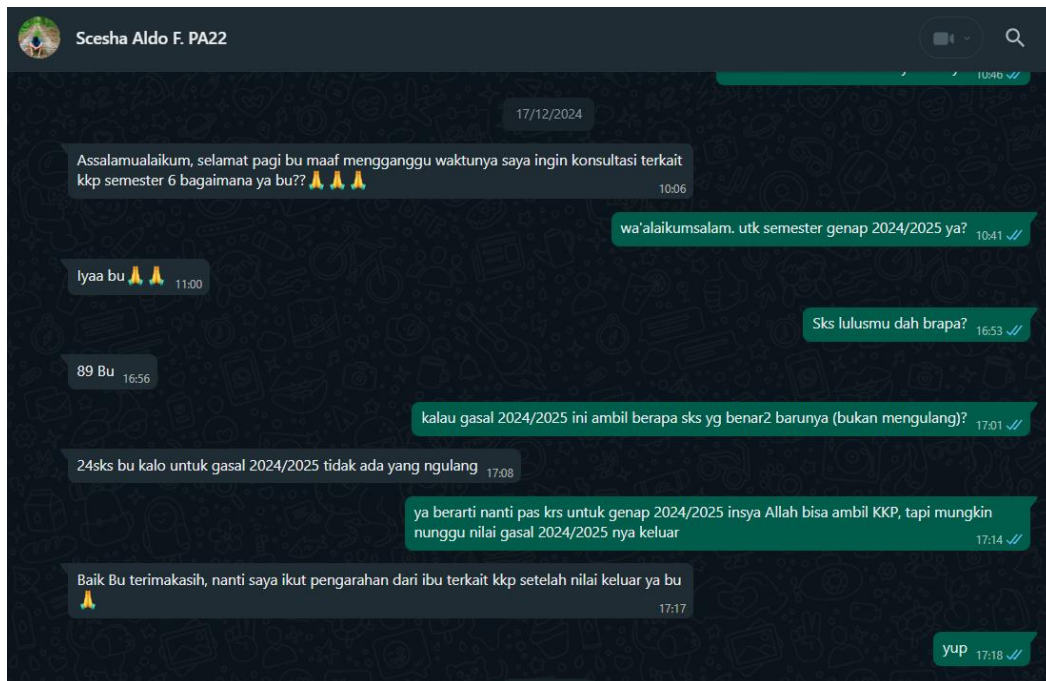 Scesha Aldo F. PA22
10:46
17/12/2024
Assalamualaikum, selamat pagi bu maaf mengganggu waktunya saya ingin konsultasi terkait
kkp semester 6 bagaimana ya bu??🙏🙏🙏
10:06
wa'alaikumsalam. utk semester genap 2024/2025 ya? 10:41
Iyaa bu🙏🙏 11:00
Sks lulusmu dah brapa? 16:53
89 Bu 16:56
kalau gasal 2024/2025 ini ambil berapa sks yg benar2 barunya (bukan mengulang)? 17:01
24sks bu kalo untuk gasal 2024/2025 tidak ada yang ngulang 17:08
ya berarti nanti pas krs untuk genap 2024/2025 insya Allah bisa ambil KKP, tapi mungkin
nunggu nilai gasal 2024/2025 nya keluar 17:14
Baik Bu terimakasih, nanti saya ikut pengarahan dari ibu terkait kkp setelah nilai keluar ya bu
🙏
17:17
yup 17:18